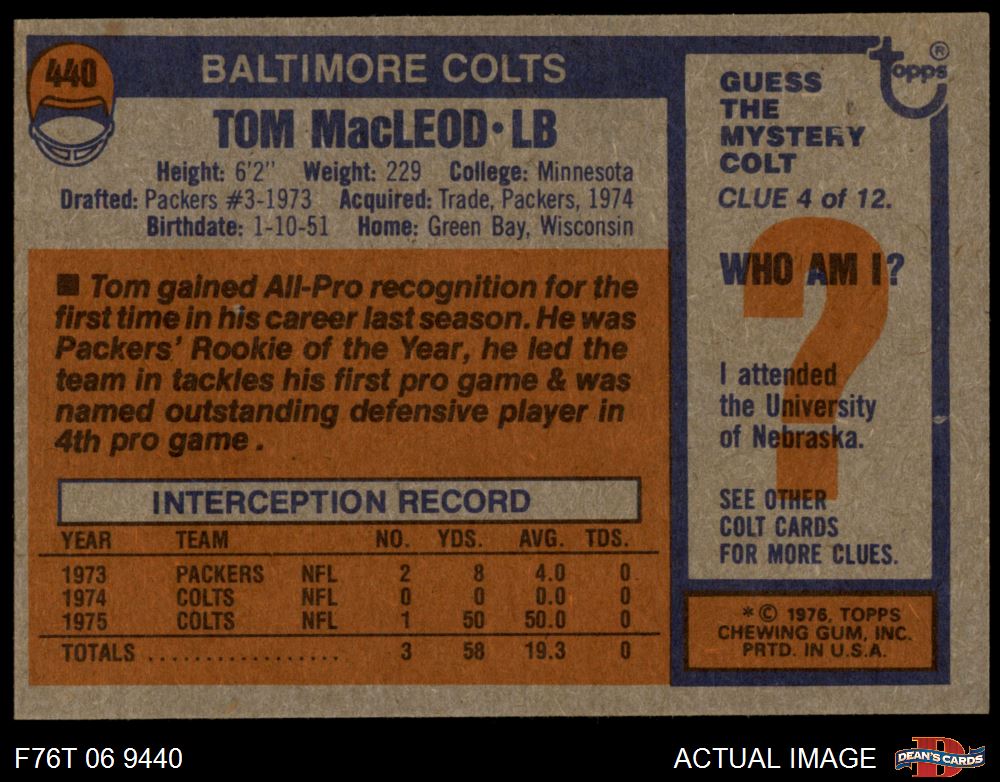 440
BALTIMORE COLTS
TOM MacLEOD • LB
Height: 6'2" Weight: 229 College: Minnesota
Drafted: Packers #3-1973 Acquired: Trade, Packers, 1974
Birthdate: 1-10-51 Home: Green Bay, Wisconsin
■ Tom gained All-Pro recognition for the
first time in his career last season. He was
Packers' Rookie of the Year, he led the
team in tackles his first pro game & was
named outstanding defensive player in
4th pro game.
INTERCEPTION RECORD
YEAR TEAM NO. YDS. AVG. TDS.
1973 PACKERS NFL 2 8 4.0 0
1974 COLTS NFL 0 0 0.0 0
1975 COLTS NFL 1 50 50.0 0
TOTALS .................. 3 58 19.3 0
topps ®
GUESS
THE
MYSTERY
COLT
CLUE 4 of 12.
WHO AM I?
?
I attended
the University
of Nebraska.
SEE OTHER
COLT CARDS
FOR MORE CLUES.
* © 1976, TOPPS
CHEWING GUM, INC.
PRTD. IN U.S.A.
F76T 06 9440
ACTUAL IMAGE
D
DEAN'S CARDS